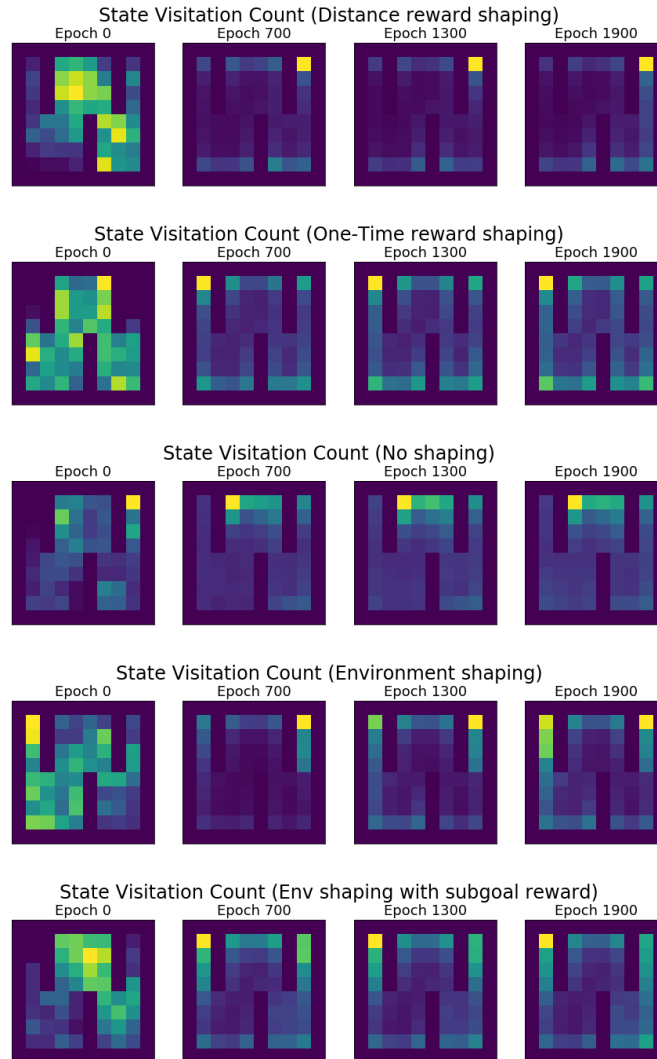 State Visitation Count (Distance reward shaping)
Epoch 0 Epoch 700 Epoch 1300 Epoch 1900
State Visitation Count (One-Time reward shaping)
Epoch 0 Epoch 700 Epoch 1300 Epoch 1900
State Visitation Count (No shaping)
Epoch 0 Epoch 700 Epoch 1300 Epoch 1900
State Visitation Count (Environment shaping)
Epoch 0 Epoch 700 Epoch 1300 Epoch 1900
State Visitation Count (Env shaping with subgoal reward)
Epoch 0 Epoch 700 Epoch 1300 Epoch 1900